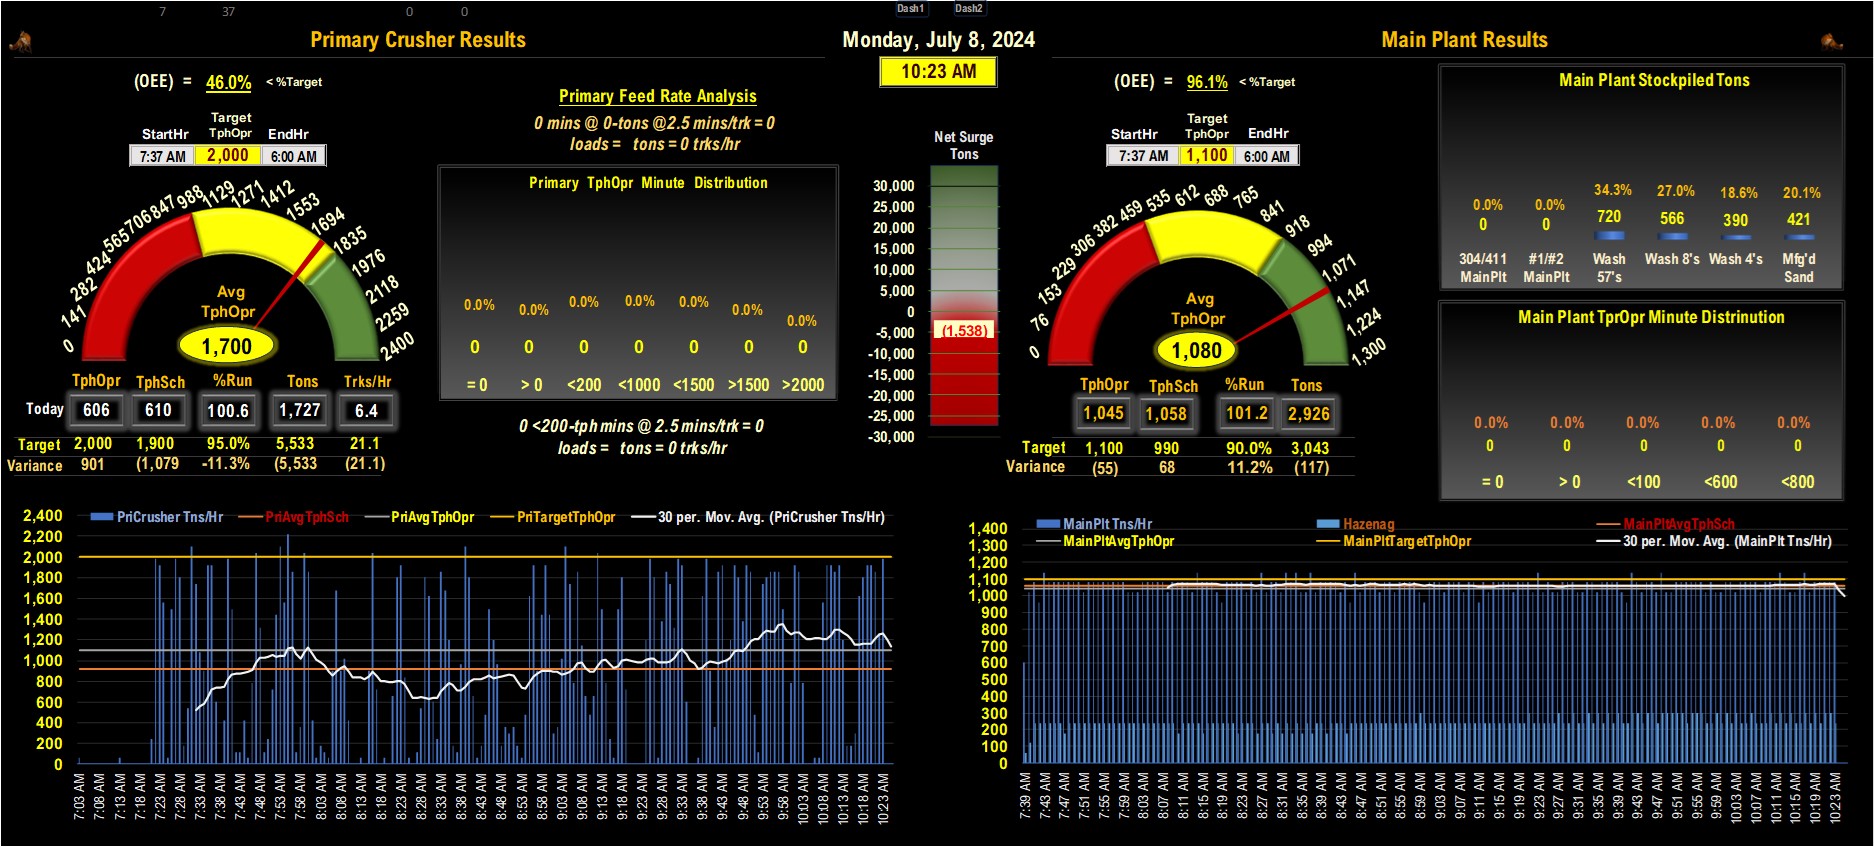 7 37 0 0 Dash1 Dash2
Primary Crusher Results
Monday, July 8, 2024
Main Plant Results
10:23 AM
(OEE) = 46.0% < %Target
Target
StartHr TphOpr EndHr
7:37 AM 2,000 6:00 AM
0 141 282 424 565 706 847 988 1129 1271 1412 1553 1694 1835 1976 2118 2259 2400
Avg
TphOpr
1,700
TphOpr TphSch %Run Tons Trks/Hr
Today 606 610 100.6 1,727 6.4
Target 2,000 1,900 95.0% 5,533 21.1
Variance 901 (1,079 -11.3% (5,533 (21.1)
Primary Feed Rate Analysis
0 mins @ 0-tons @2.5 mins/trk = 0
loads = tons = 0 trks/hr
Primary TphOpr Minute Distribution
0.0% 0.0% 0.0% 0.0% 0.0% 0.0% 0.0%
0 0 0 0 0 0 0
= 0 > 0 <200 <1000 <1500 >1500 >2000
0 <200-tph mins @ 2.5 mins/trk = 0
loads = tons = 0 trks/hr
Net Surge
Tons
30,000
25,000
20,000
15,000
10,000
5,000
0
-5,000
(1,538)
-10,000
-15,000
-20,000
-25,000
-30,000
(OEE) = 96.1% < %Target
Target
StartHr TphOpr EndHr
7:37 AM 1,100 6:00 AM
0 76 153 229 306 382 459 535 612 688 765 841 918 994 1,071 1,147 1,224 1,300
Avg
TphOpr
1,080
TphOpr TphSch %Run Tons
1,045 1,058 101.2 2,926
Target 1,100 990 90.0% 3,043
Variance (55) 68 11.2% (117)
Main Plant Stockpiled Tons
0.0% 0.0% 34.3% 27.0% 18.6% 20.1%
0 0 720 566 390 421
304/411 #1/#2 Wash Wash 8's Wash 4's Mfg'd
MainPlt MainPlt 57's Sand
Main Plant TprOpr Minute Distrinution
0.0% 0.0% 0.0% 0.0% 0.0%
0 0 0 0 0
= 0 > 0 <100 <600 <800
PriCrusher Tns/Hr PriAvgTphSch PriAvgTphOpr PriTargetTphOpr 30 per. Mov. Avg. (PriCrusher Tns/Hr)
2,400
2,200
2,000
1,800
1,600
1,400
1,200
1,000
800
600
400
200
0
7:03 AM 7:08 AM 7:13 AM 7:18 AM 7:23 AM 7:28 AM 7:33 AM 7:38 AM 7:43 AM 7:48 AM 7:53 AM 7:58 AM 8:03 AM 8:08 AM 8:13 AM 8:18 AM 8:23 AM 8:28 AM 8:33 AM 8:38 AM 8:43 AM 8:48 AM 8:53 AM 8:58 AM 9:03 AM 9:08 AM 9:13 AM 9:18 AM 9:23 AM 9:28 AM 9:33 AM 9:38 AM 9:43 AM 9:48 AM 9:53 AM 9:58 AM 10:03 AM 10:08 AM 10:13 AM 10:18 AM 10:23 AM
MainPlt Tns/Hr Hazenag MainPltAvgTphSch
MainPltAvgTphOpr MainPltTargetTphOpr 30 per. Mov. Avg. (MainPlt Tns/Hr)
1,400
1,300
1,200
1,100
1,000
900
800
700
600
500
400
300
200
100
0
7:39 AM 7:43 AM 7:47 AM 7:51 AM 7:55 AM 7:59 AM 8:03 AM 8:07 AM 8:11 AM 8:15 AM 8:19 AM 8:23 AM 8:27 AM 8:31 AM 8:35 AM 8:39 AM 8:43 AM 8:47 AM 8:51 AM 8:55 AM 8:59 AM 9:03 AM 9:07 AM 9:11 AM 9:15 AM 9:19 AM 9:23 AM 9:27 AM 9:31 AM 9:35 AM 9:39 AM 9:43 AM 9:47 AM 9:51 AM 9:55 AM 9:59 AM 10:03 AM 10:07 AM 10:11 AM 10:15 AM 10:19 AM 10:23 AM